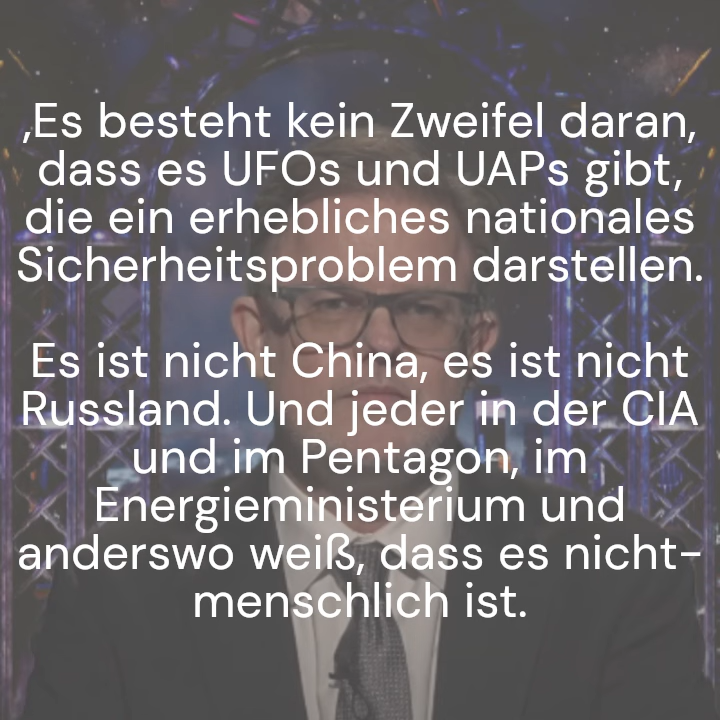 ‚Es besteht kein Zweifel daran,
dass es UFOs und UAPs gibt,
die ein erhebliches nationales
Sicherheitsproblem darstellen.
Es ist nicht China, es ist nicht
Russland. Und jeder in der CIA
und im Pentagon, im
Energieministerium und
anderswo weiß, dass es nicht-
menschlich ist.